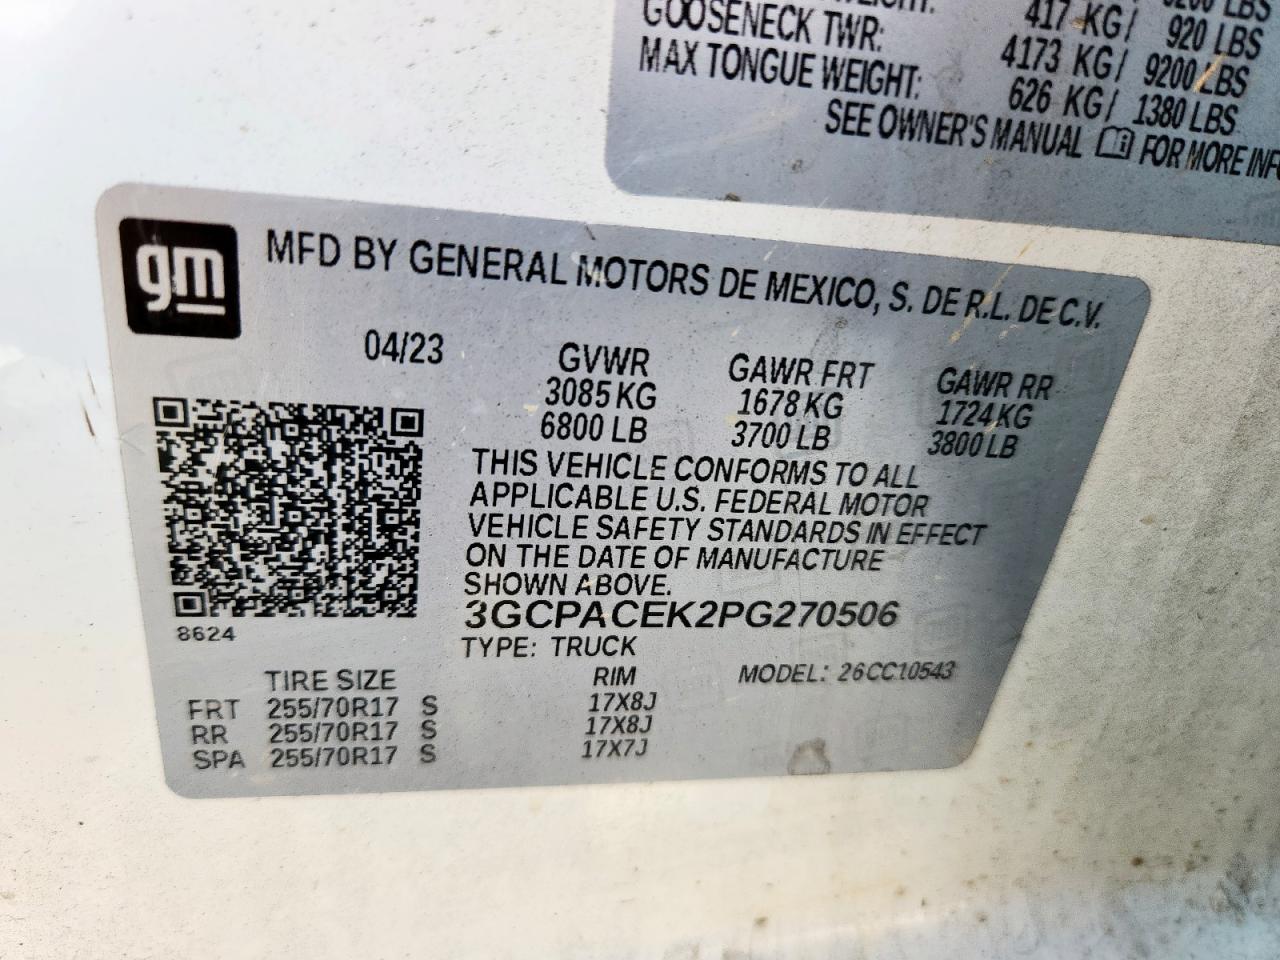 417 KG/ 920 LBS
GOOSENECK TWR: 4173 KG/ 9200 LBS
MAX TONGUE WEIGHT: 626 KG/ 1380 LBS
SEE OWNER'S MANUAL FOR MORE
gm
MFD BY GENERAL MOTORS DE MEXICO, S. DE R.L. DE C.V.
04/23
GVWR GAWR FRT GAWR RR
3085 KG 1678 KG 1724 KG
6800 LB 3700 LB 3800 LB
THIS VEHICLE CONFORMS TO ALL
APPLICABLE U.S. FEDERAL MOTOR
VEHICLE SAFETY STANDARDS IN EFFECT
ON THE DATE OF MANUFACTURE
SHOWN ABOVE.
3GCPACEK2PG270506
8624
TYPE: TRUCK
MODEL: 26CC10543
TIRE SIZE RIM
FRT 255/70R17 S 17X8J
RR 255/70R17 S 17X8J
SPA 255/70R17 S 17X7J